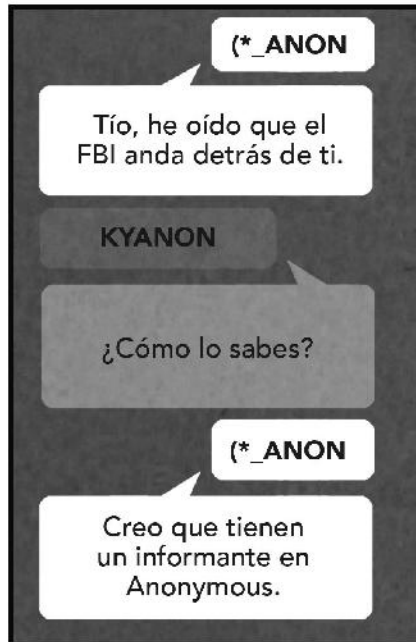 (*_ANON
Tío, he oído que el
FBI anda detrás de ti.
KYANON
¿Cómo lo sabes?
(*_ANON
Creo que tienen
un informante en
Anonymous.